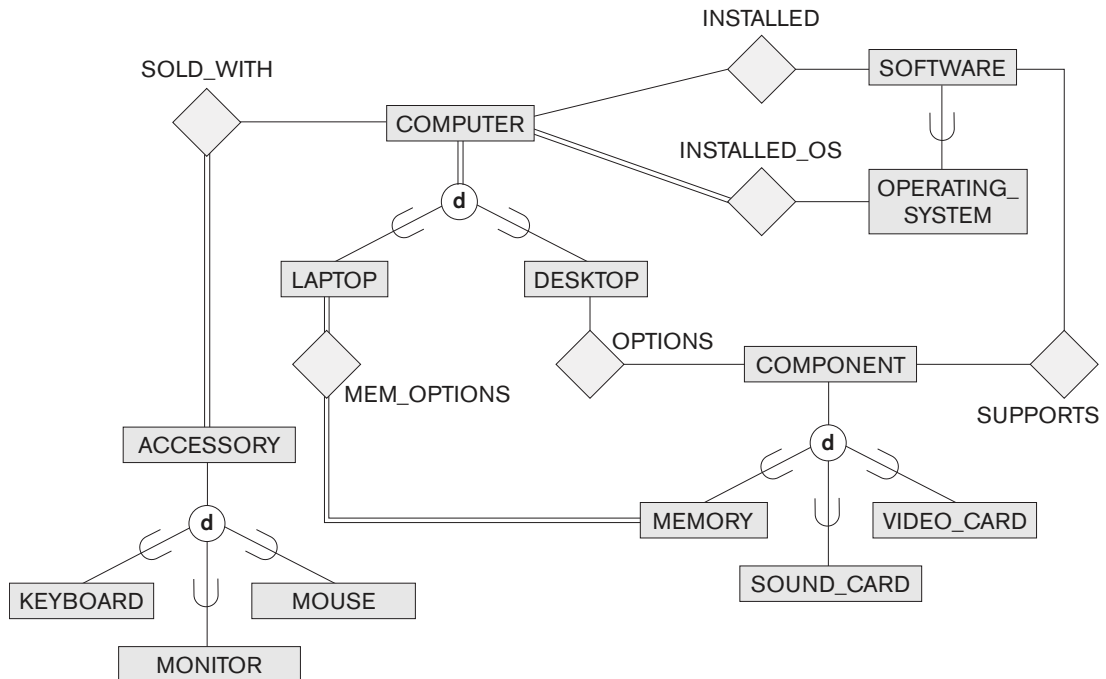 INSTALLED
SOLD_WITH
SOFTWARE
COMPUTER
INSTALLED_OS
OPERATING_
SYSTEM
d
LAPTOP
DESKTOP
OPTIONS
COMPONENT
MEM_OPTIONS
SUPPORTS
ACCESSORY
d
MEMORY
VIDEO_CARD
d
SOUND_CARD
KEYBOARD
MOUSE
MONITOR